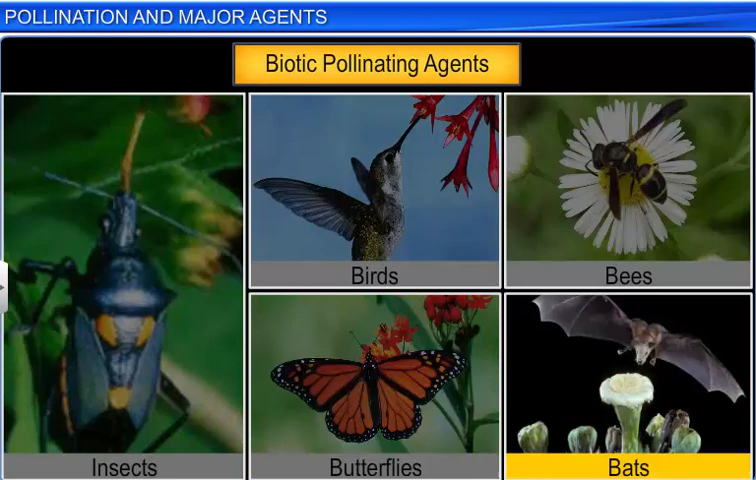 POLLINATION AND MAJOR AGENTS
Biotic Pollinating Agents
Birds
Bees
Insects
Butterflies
Bats